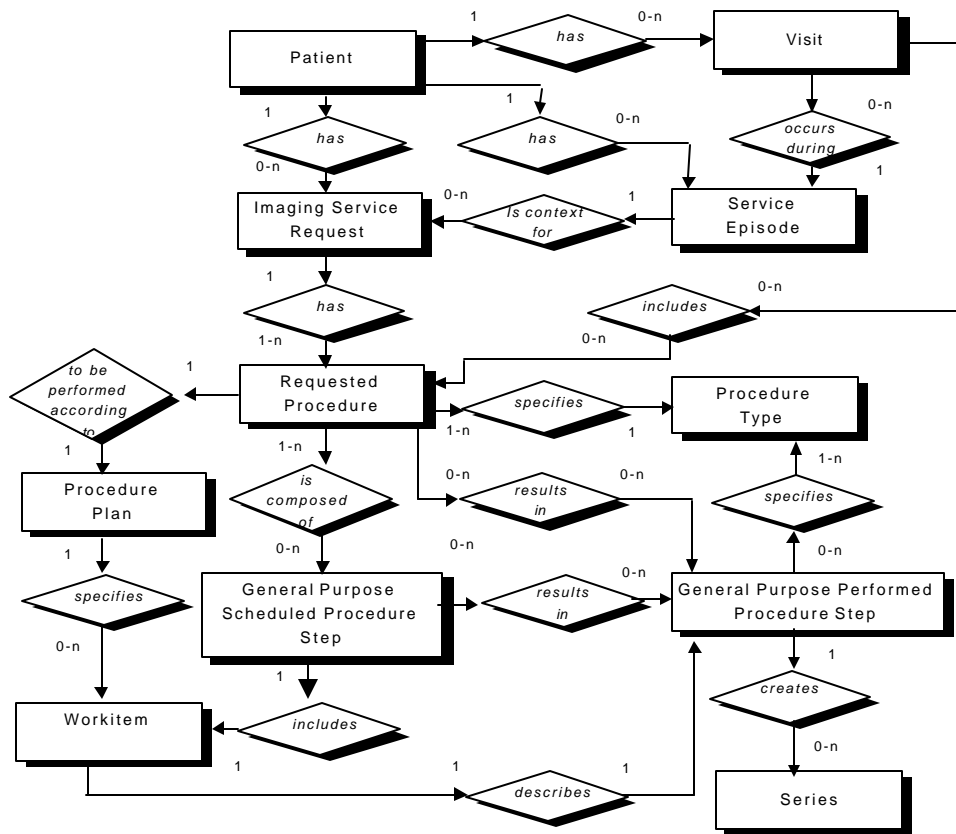 1
has
0-n
Visit
Patient
1
has
0-n
1
has
0-n
0-n
occurs
during
1
Imaging Service
Request
0-n
Is context
for
1
Service
Episode
1
has
1-n
0-n
includes
0-n
to be
performed
according
to
1
1
Requested
Procedure
1-n
specifies
1
Procedure
Type
1-n
is
composed
of
0-n
0-n
results
in
0-n
1-n
specifies
0-n
Procedure
Plan
1
specifies
0-n
General Purpose
Scheduled Procedure
Step
0-n
results
in
0-n
General Purpose Performed
Procedure Step
1
includes
1
Workitem
1
describes
1
1
creates
0-n
Series